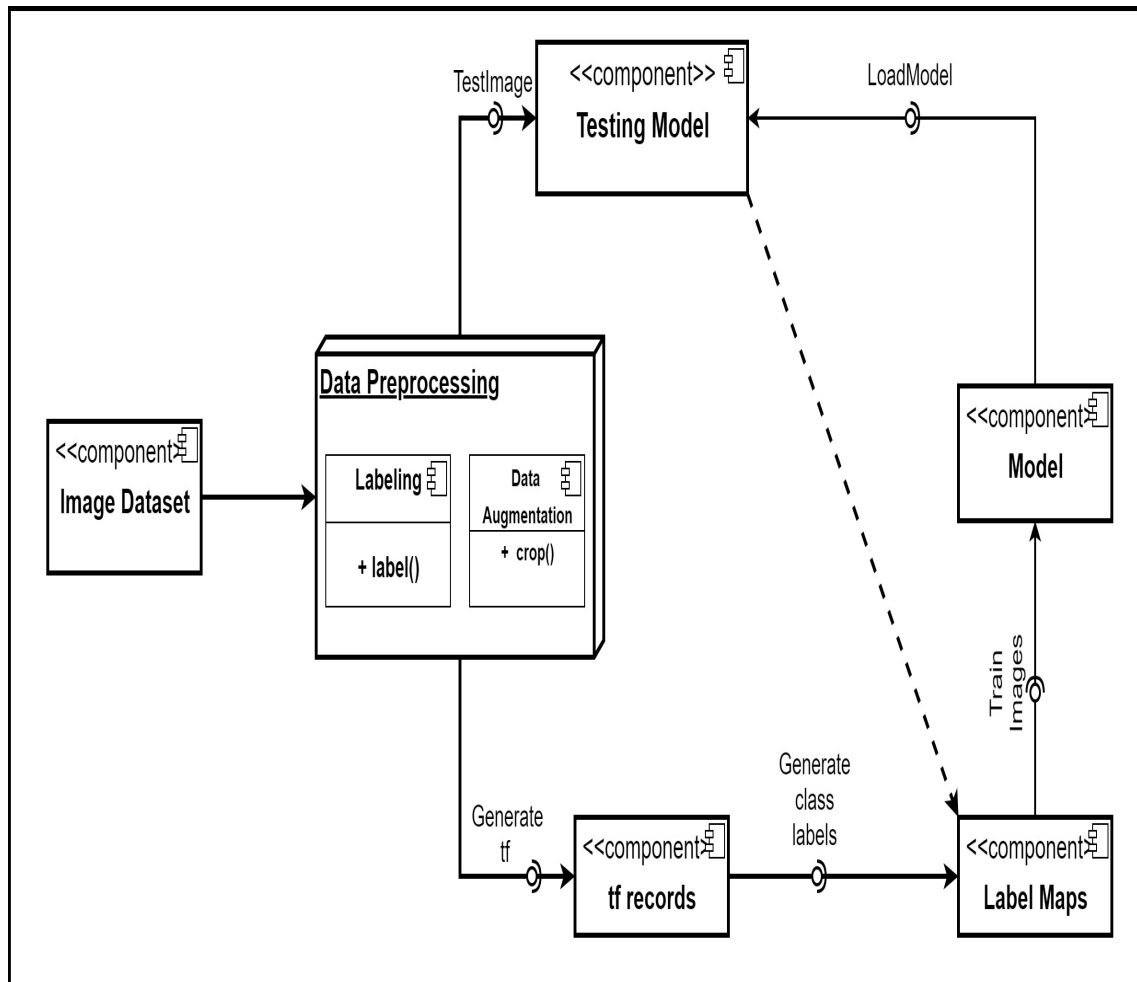 TestImage
<<component>>
Testing Model
LoadModel
Data Preprocessing
<<component>
Image Dataset
Labeling
+ label()
Data
Augmentation
+ crop()
<<component>
Model
Train
Images
Generate
tf
<<component>
tf records
Generate
class
labels
<<component>
Label Maps